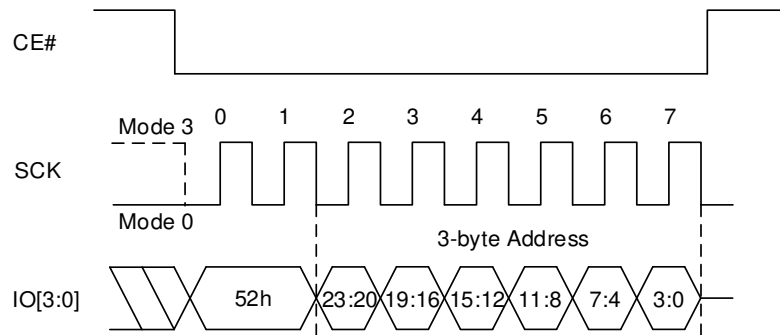 CE#
Mode 3
0 1 2 3 4 5 6 7
SCK
Mode 0
3-byte Address
IO[3:0]
52h 23:20 19:16 15:12 11:8 7:4 3:0